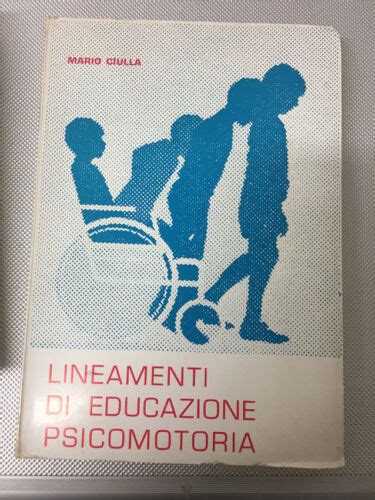 MARIO CIULLA
LINEAMENTI
DI EDUCAZIONE
PSICOMOTORIA